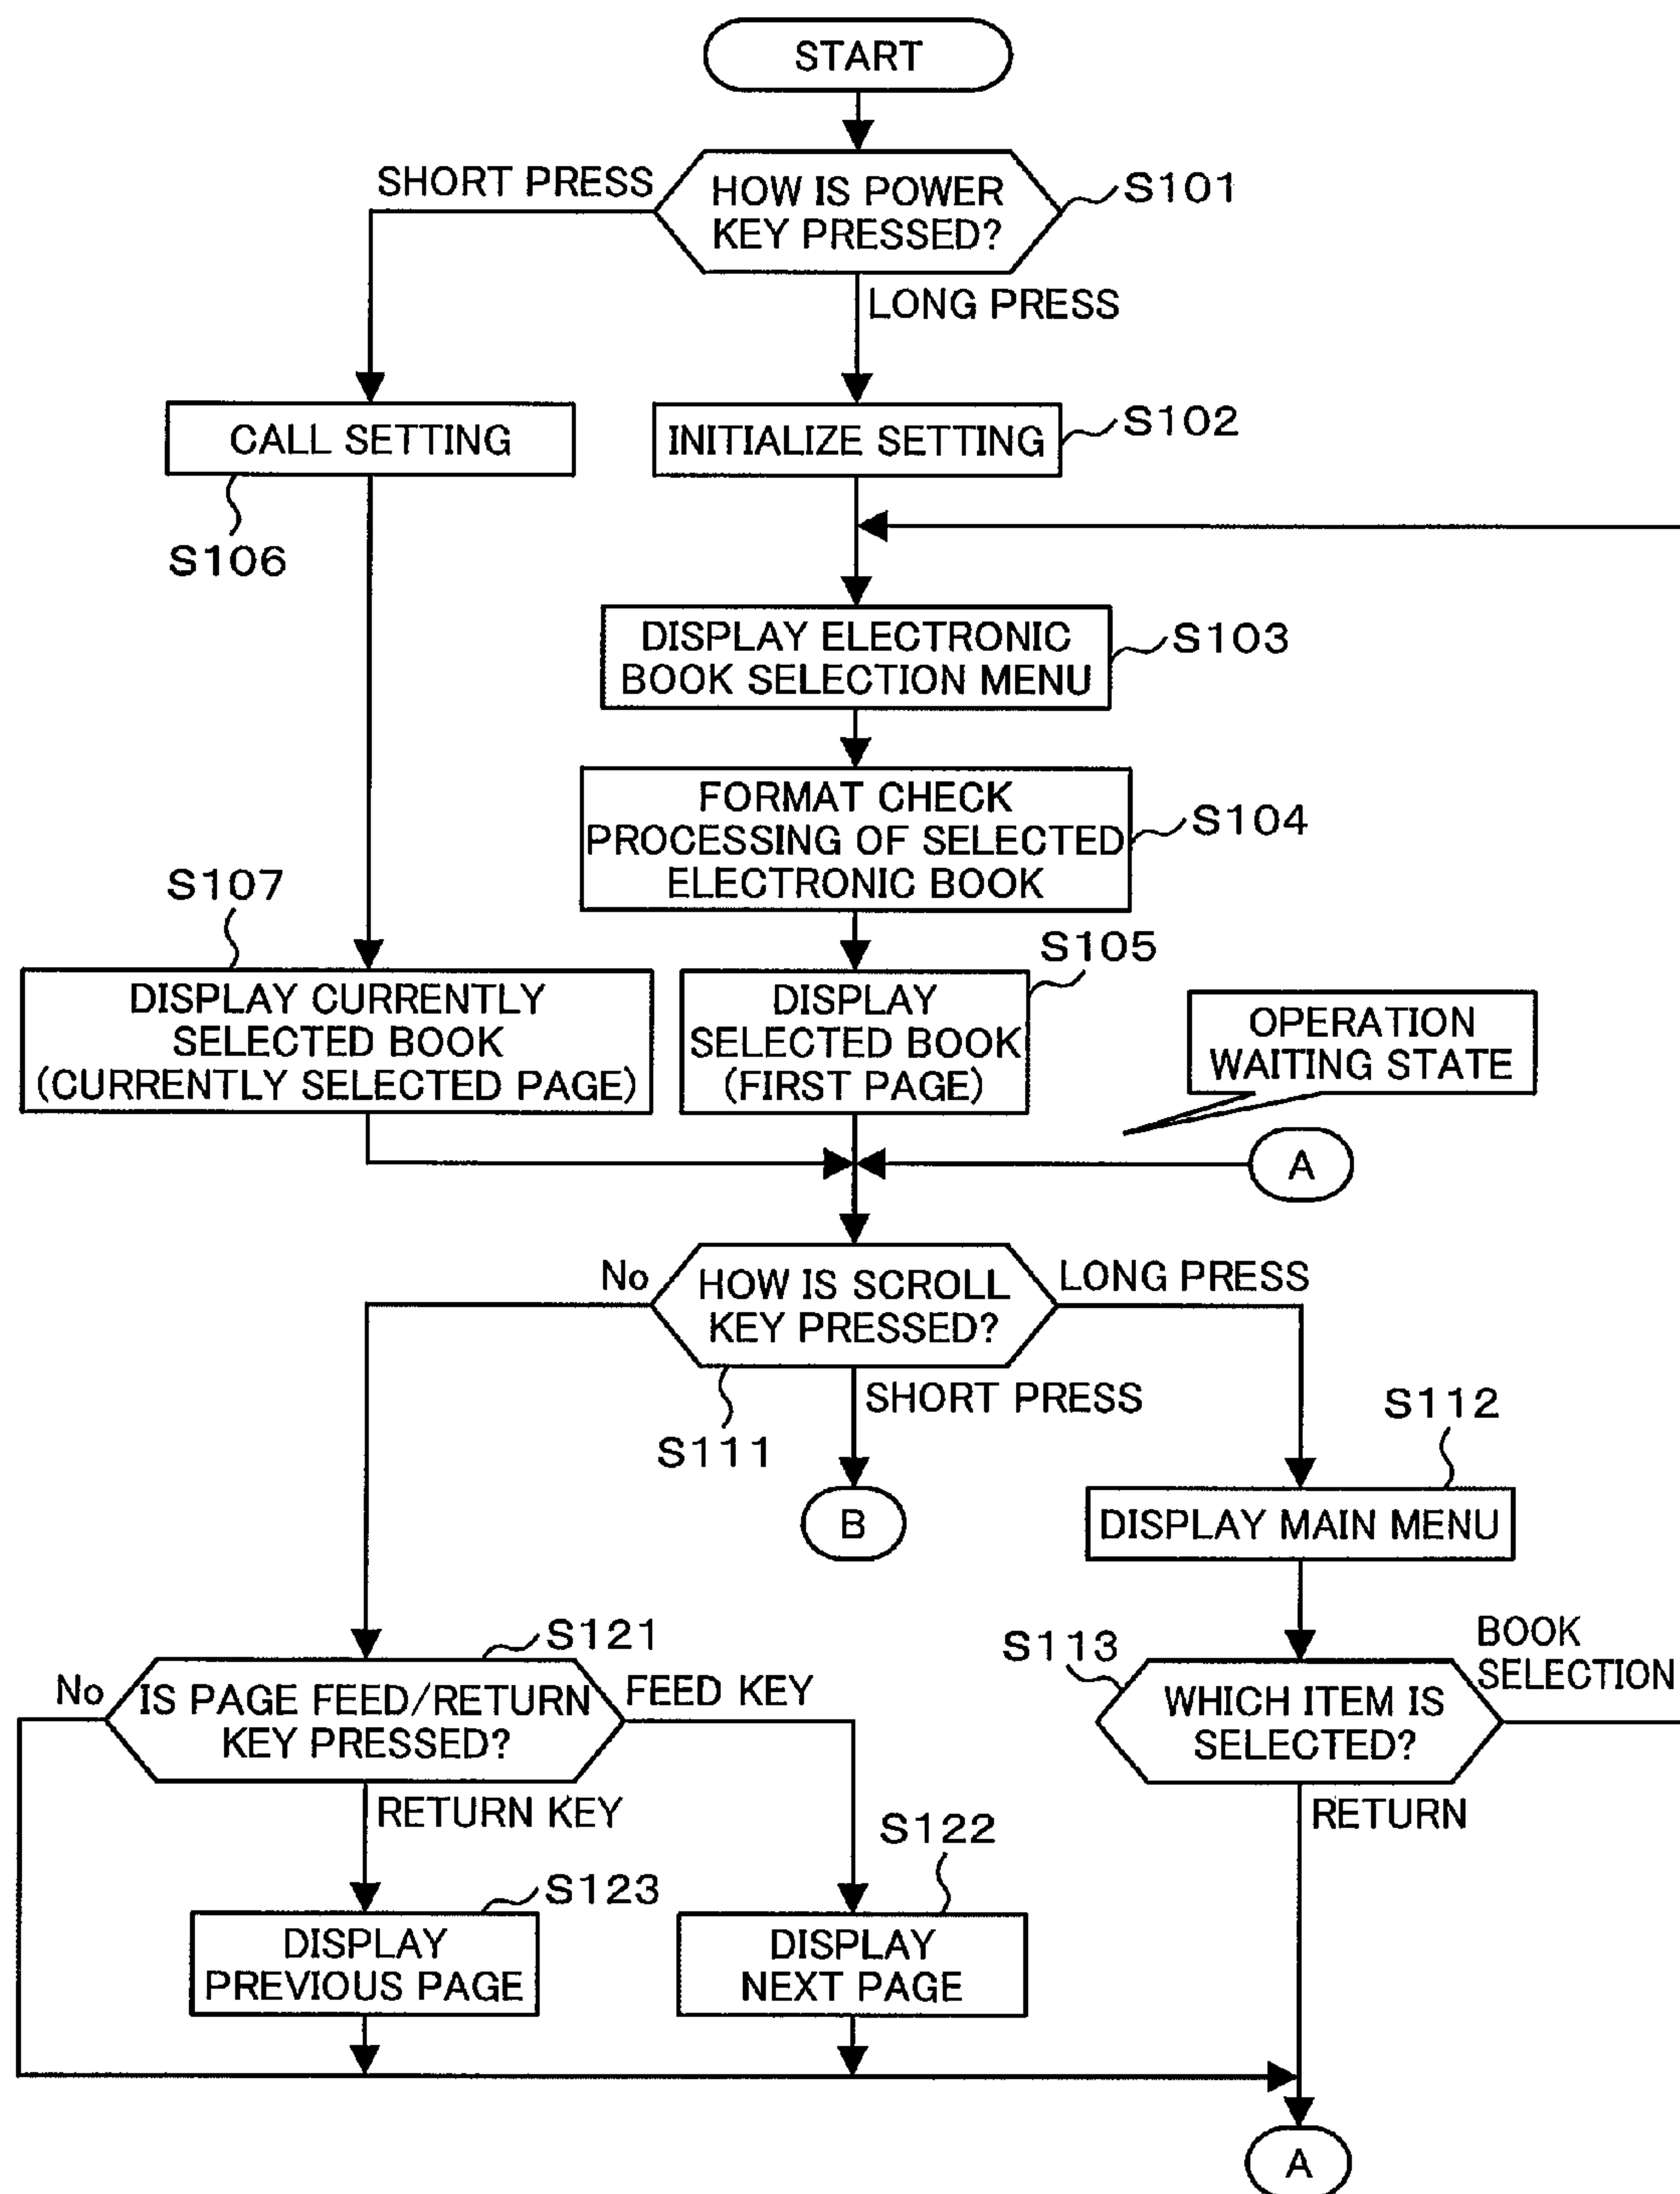 START
SHORT PRESS
HOW IS POWER
KEY PRESSED?
S101
LONG PRESS
CALL SETTING
S106
INITIALIZE SETTING
S102
DISPLAY ELECTRONIC
BOOK SELECTION MENU
S103
FORMAT CHECK
PROCESSING OF SELECTED
ELECTRONIC BOOK
S104
S107
DISPLAY CURRENTLY
SELECTED BOOK
(CURRENTLY SELECTED PAGE)
S105
DISPLAY
SELECTED BOOK
(FIRST PAGE)
OPERATION
WAITING STATE
A
No
HOW IS SCROLL
KEY PRESSED?
LONG PRESS
S111
SHORT PRESS
B
S112
DISPLAY MAIN MENU
S121
No
IS PAGE FEED/RETURN
KEY PRESSED?
FEED KEY
RETURN KEY
S113
WHICH ITEM IS
SELECTED?
BOOK
SELECTION
RETURN
S123
DISPLAY
PREVIOUS PAGE
S122
DISPLAY
NEXT PAGE
A